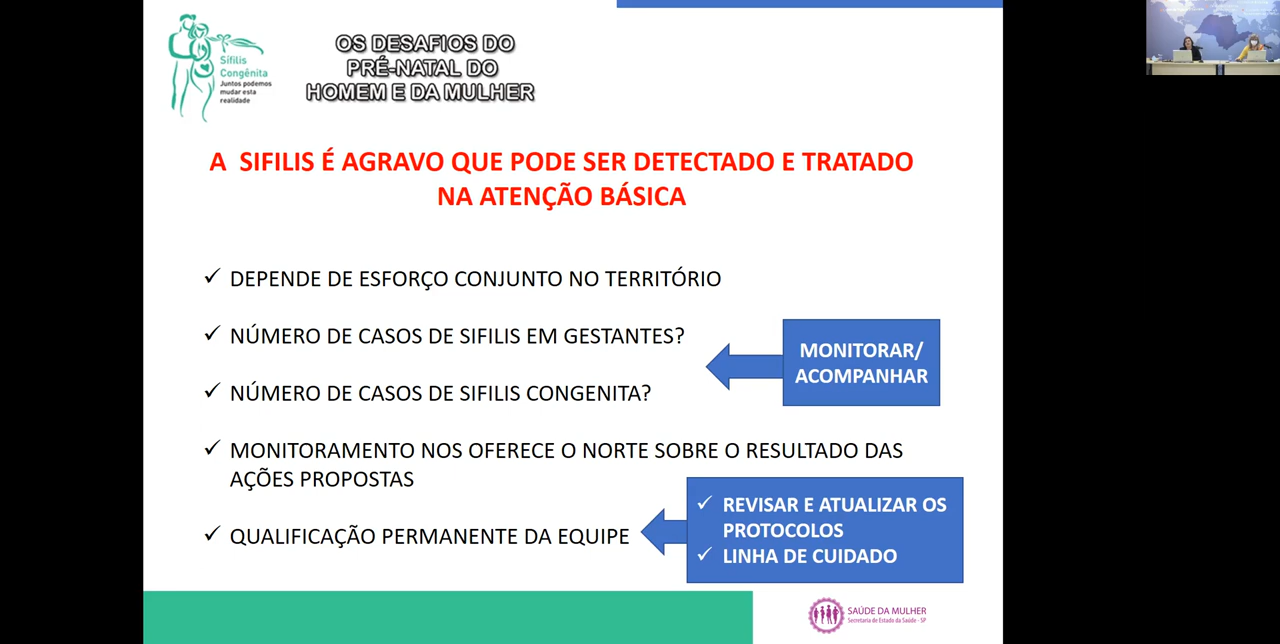 Sífilis
Congênita
Juntos podemos
mudar esta
realidade
OS DESAFIOS DO
PRÉ-NATAL DO
HOMEM E DA MULHER
A SIFILIS É AGRAVO QUE PODE SER DETECTADO E TRATADO
NA ATENÇÃO BÁSICA
✓ DEPENDE DE ESFORÇO CONJUNTO NO TERRITÓRIO
✓ NÚMERO DE CASOS DE SIFILIS EM GESTANTES?
✓ NÚMERO DE CASOS DE SIFILIS CONGENITA?
MONITORAR/
ACOMPANHAR
✓ MONITORAMENTO NOS OFERECE O NORTE SOBRE O RESULTADO DAS
AÇÕES PROPOSTAS
✓ QUALIFICAÇÃO PERMANENTE DA EQUIPE
✓ REVISAR E ATUALIZAR OS
PROTOCOLOS
✓ LINHA DE CUIDADO
SAÚDE DA MULHER
Secretaria de Estado da Saúde - SP